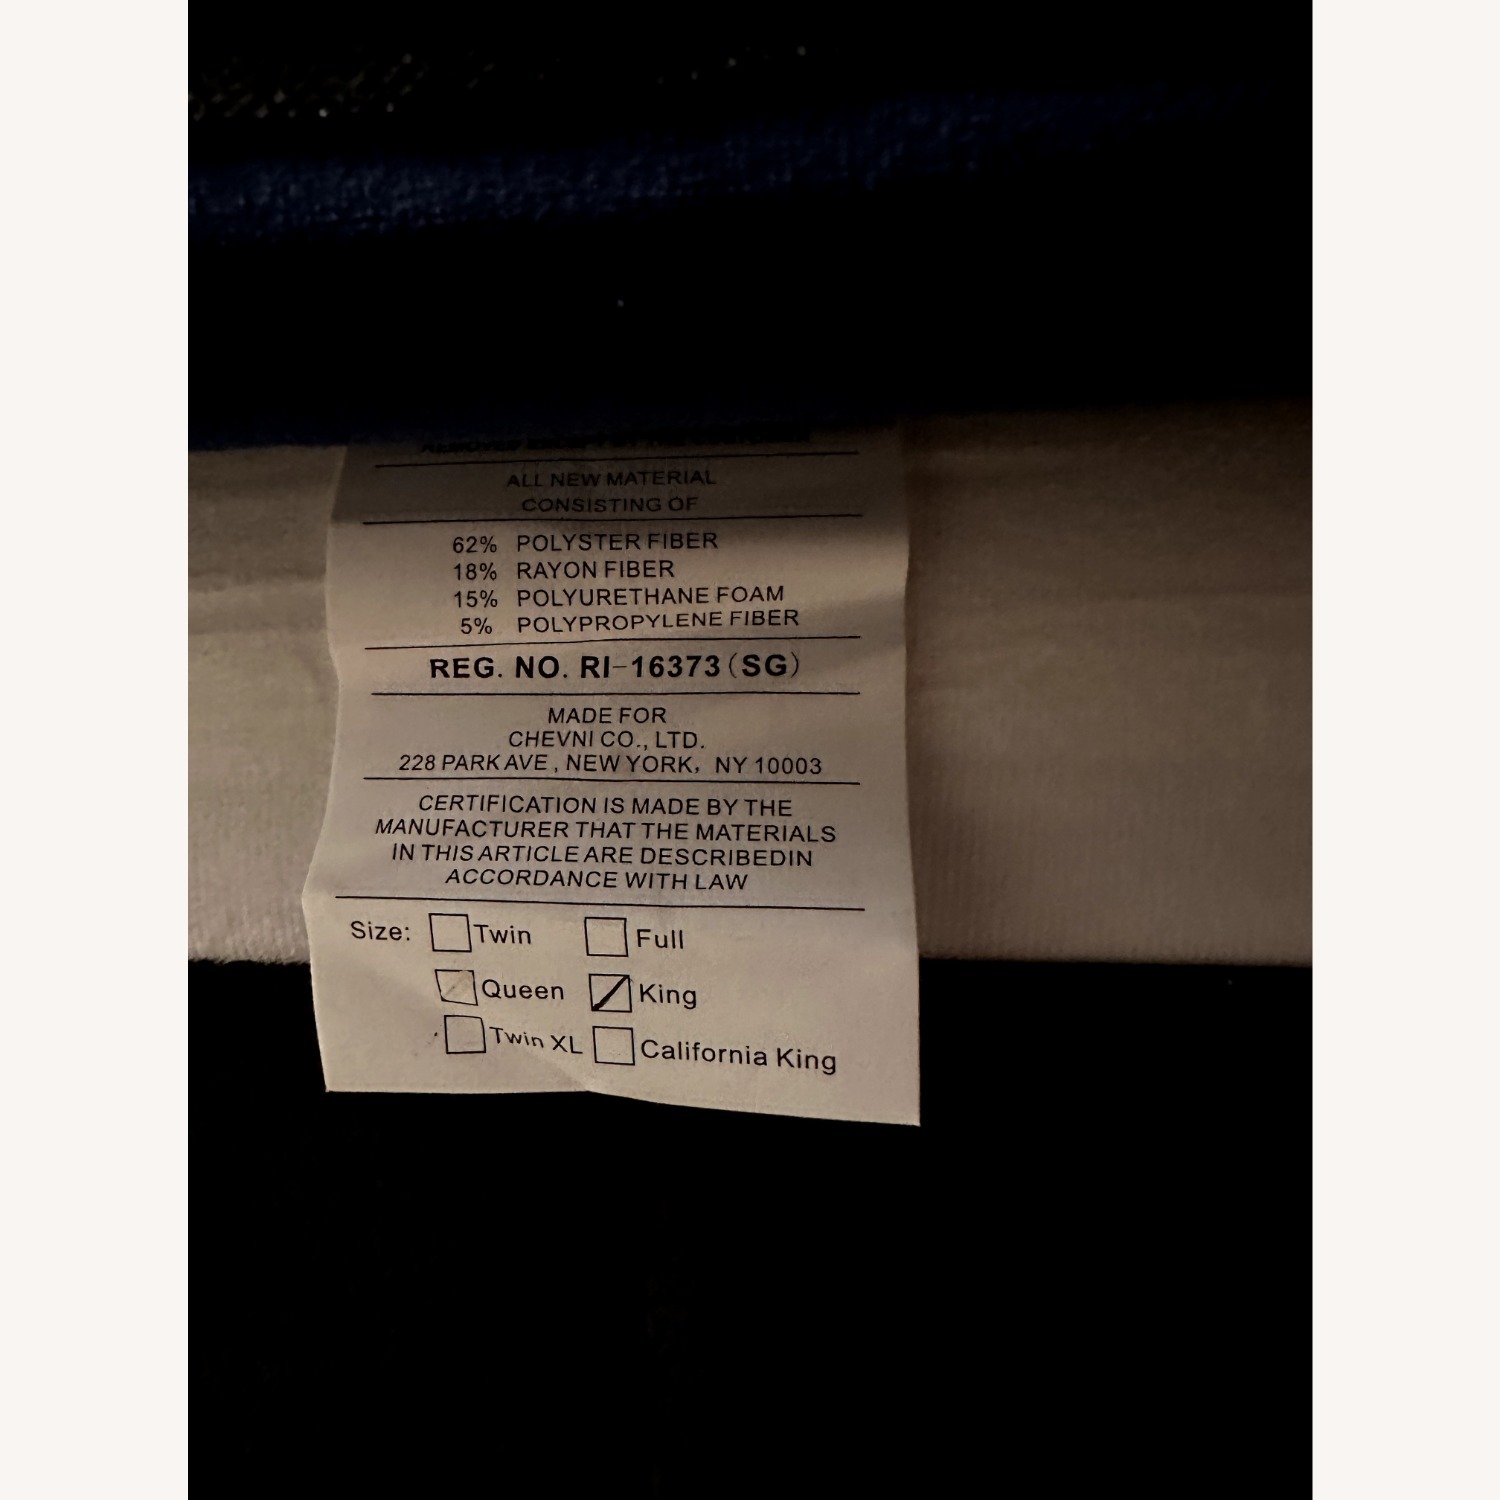 ALL NEW MATERIAL
CONSISTING OF
62% POLYSTER FIBER
18% RAYON FIBER
15% POLYURETHANE FOAM
5% POLYPROPYLENE FIBER
REG. NO. RI-16373(SG)
MADE FOR
CHEVNI CO., LTD.
228 PARK AVE, NEW YORK, NY 10003
CERTIFICATION IS MADE BY THE
MANUFACTURER THAT THE MATERIALS
IN THIS ARTICLE ARE DESCRIBEDIN
ACCORDANCE WITH LAW
Size: Twin Full
Queen King
Twin XL California King